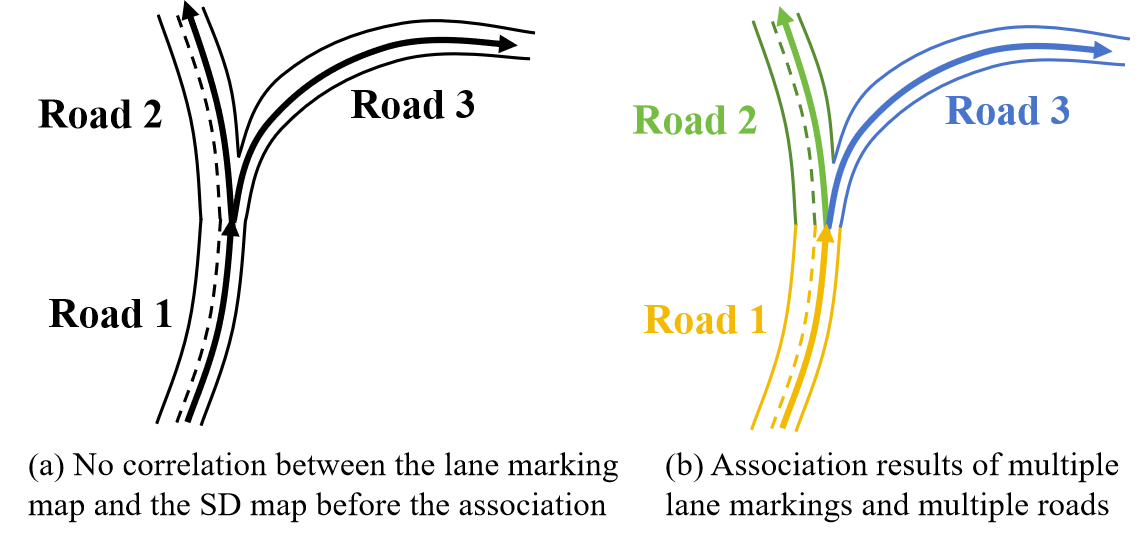 Road 2
Road 3
Road 1
Road 2
Road 3
Road 1
(a) No correlation between the lane marking
map and the SD map before the association
(b) Association results of multiple
lane markings and multiple roads